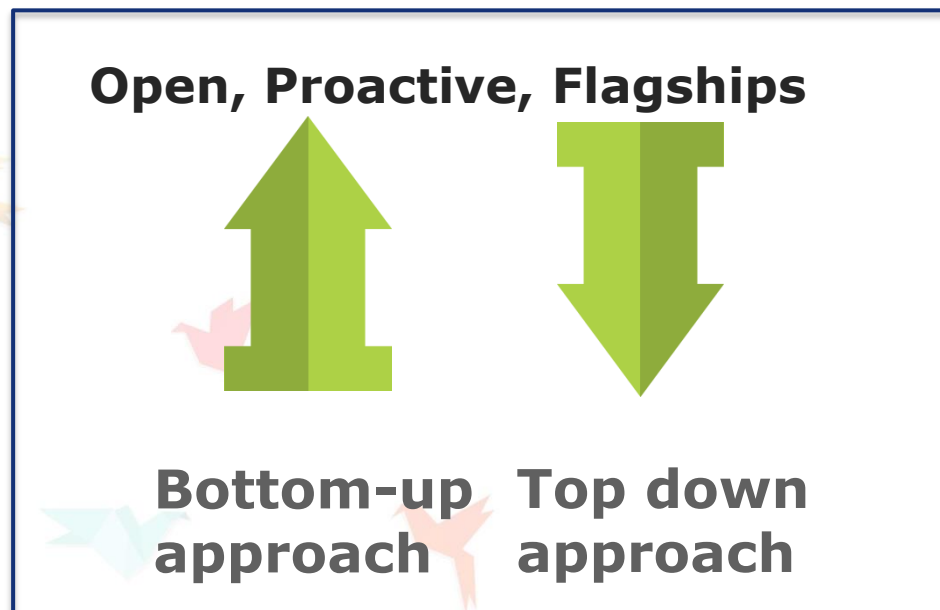 Open, Proactive, Flagships
Bottom-up
approach
Top down
approach